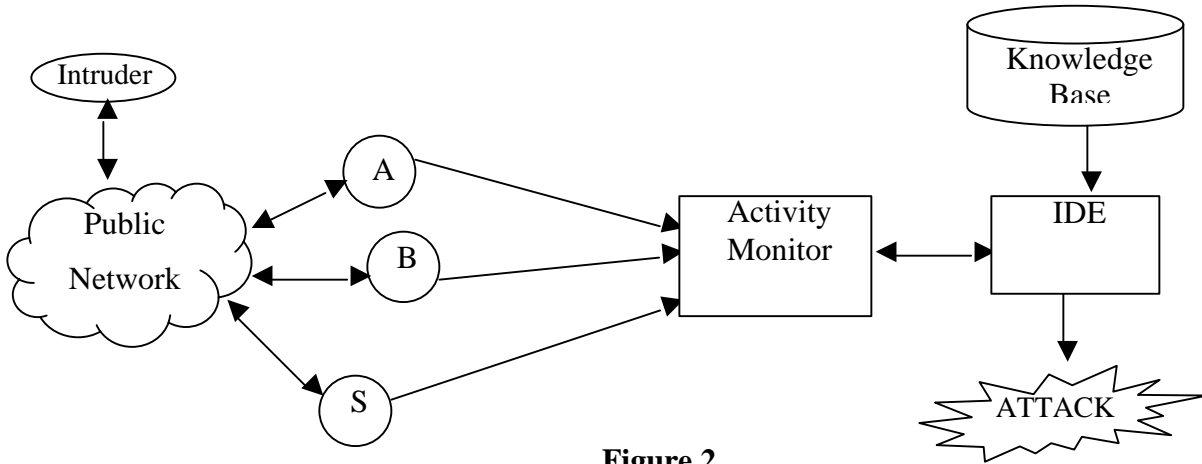 Knowledge
Base
Intruder
A
Public
Network
B
Activity
Monitor
IDE
S
ATTACK
Figure 2